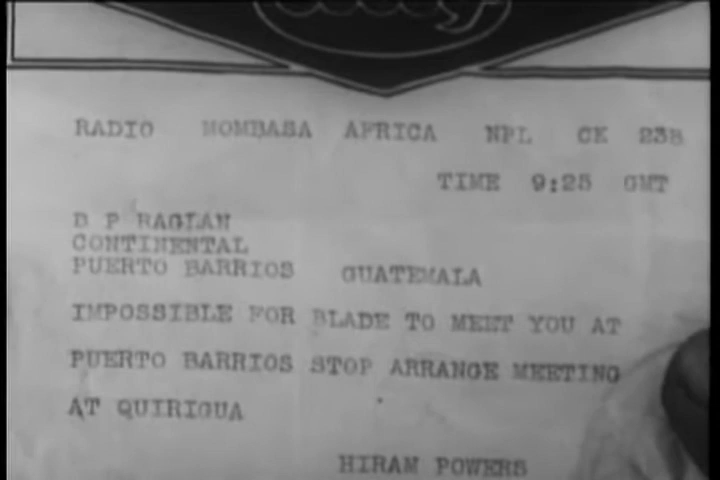 RADIO MOMBASA AFRICA NPL CK 23B
TIME 9:25 GMT
B P RAGLAN
CONTINENTAL
PUERTO BARRIOS GUATEMALA
IMPOSSIBLE FOR BLADE TO MEET YOU AT
PUERTO BARRIOS STOP ARRANGE MEETING
AT QUIRIGUA
HIRAM POWERS